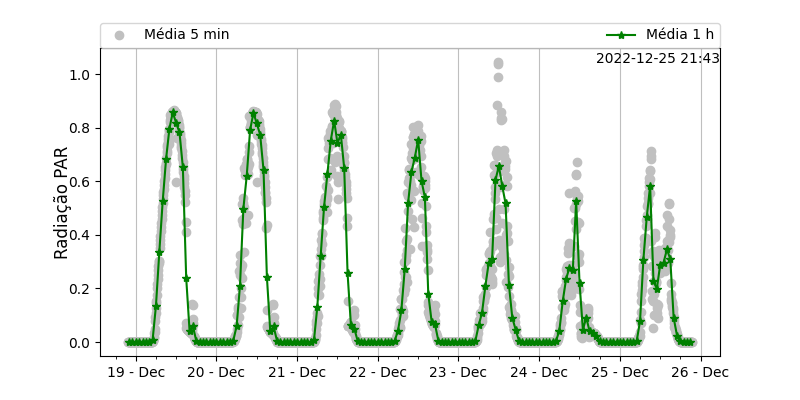 Média 5 min
Média 1 h
2022-12-25 21:43
Radiação PAR
1.0
0.8
0.6
0.4
0.2
0.0
19 - Dec
20 - Dec
21 - Dec
22 - Dec
23 - Dec
24 - Dec
25 - Dec
26 - Dec